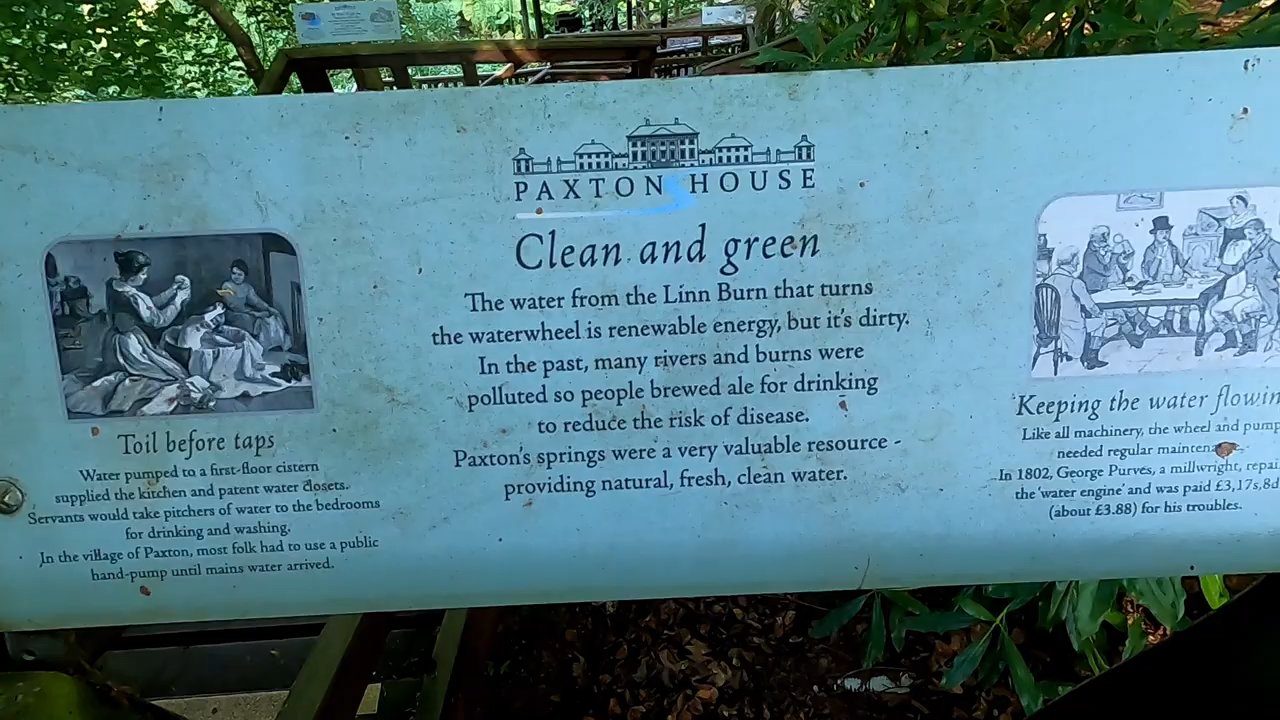 PAXTON HOUSE
Clean and green
The water from the Linn Burn that turns
the waterwheel is renewable energy, but it's dirty.
In the past, many rivers and burns were
polluted so people brewed ale for drinking
to reduce the risk of disease.
Paxton's springs were a very valuable resource -
providing natural, fresh, clean water.
Toil before taps
Water pumped to a first-floor cistern
supplied the kitchen and patent water closets.
Servants would take pitchers of water to the bedrooms
for drinking and washing.
In the village of Paxton, most folk had to use a public
hand-pump until mains water arrived.
Keeping the water flowin
Like all machinery, the wheel and pump
needed regular mainten
In 1802, George Purves, a millwright, repai
the 'water engine' and was paid £3,17s,8d
(about £3.88) for his troubles.